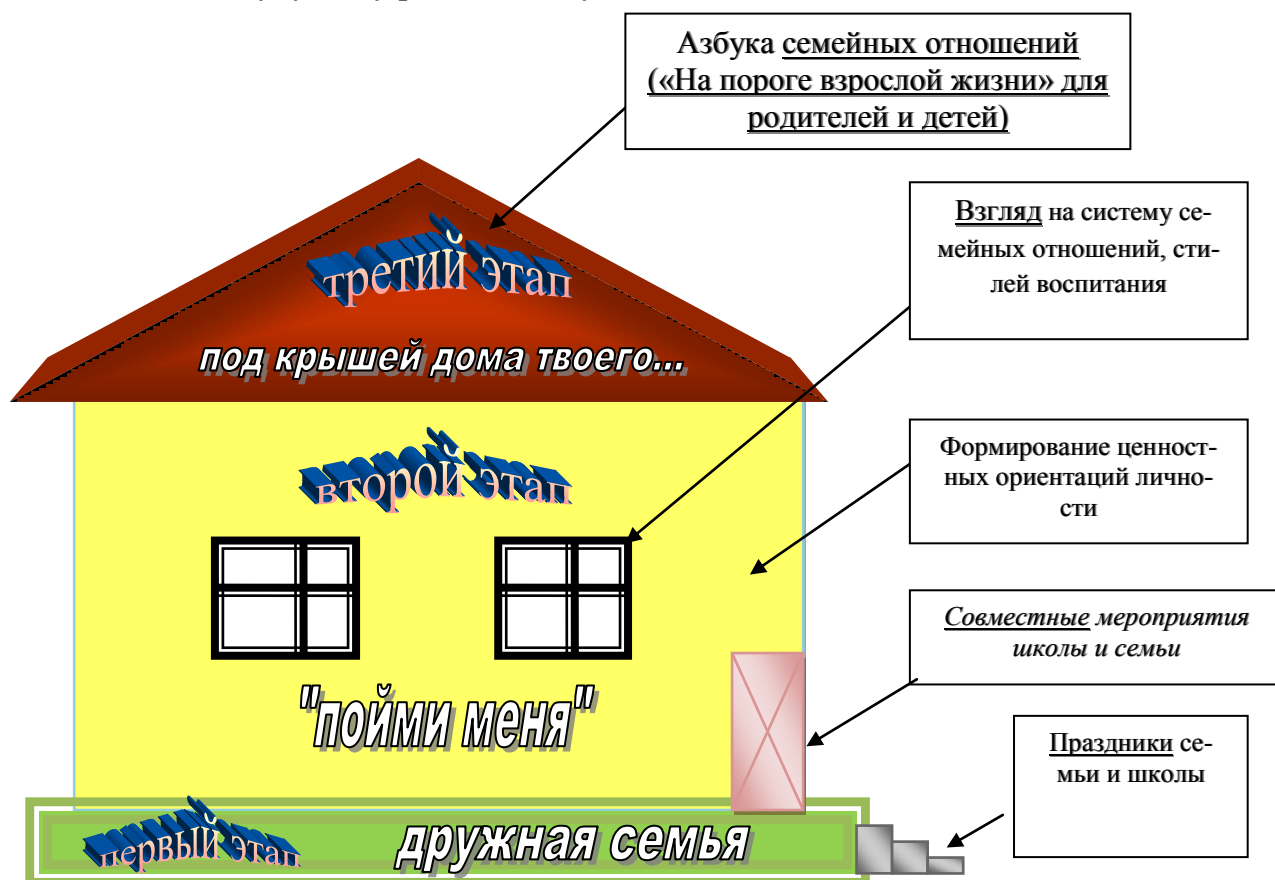 Азбука семейных отношений
(«На пороге взрослой жизни» для
родителей и детей)
Взгляд на систему се-
мейных отношений, сти-
лей воспитания
третий этап
под крышей дома твоего...
Формирование ценност-
ных ориентаций лично-
сти
второй этап
Совместные мероприятия
школы и семьи
"пойми меня"
Праздники се-
мьи и школы
первый этап
дружная семья